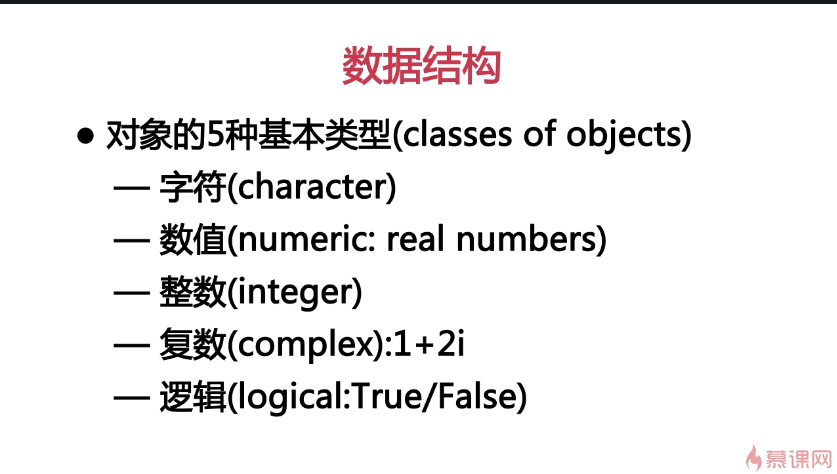 数据结构
● 对象的5种基本类型(classes of objects)
— 字符(character)
— 数值(numeric: real numbers)
— 整数(integer)
— 复数(complex):1+2i
— 逻辑(logical:True/False)
慕课网